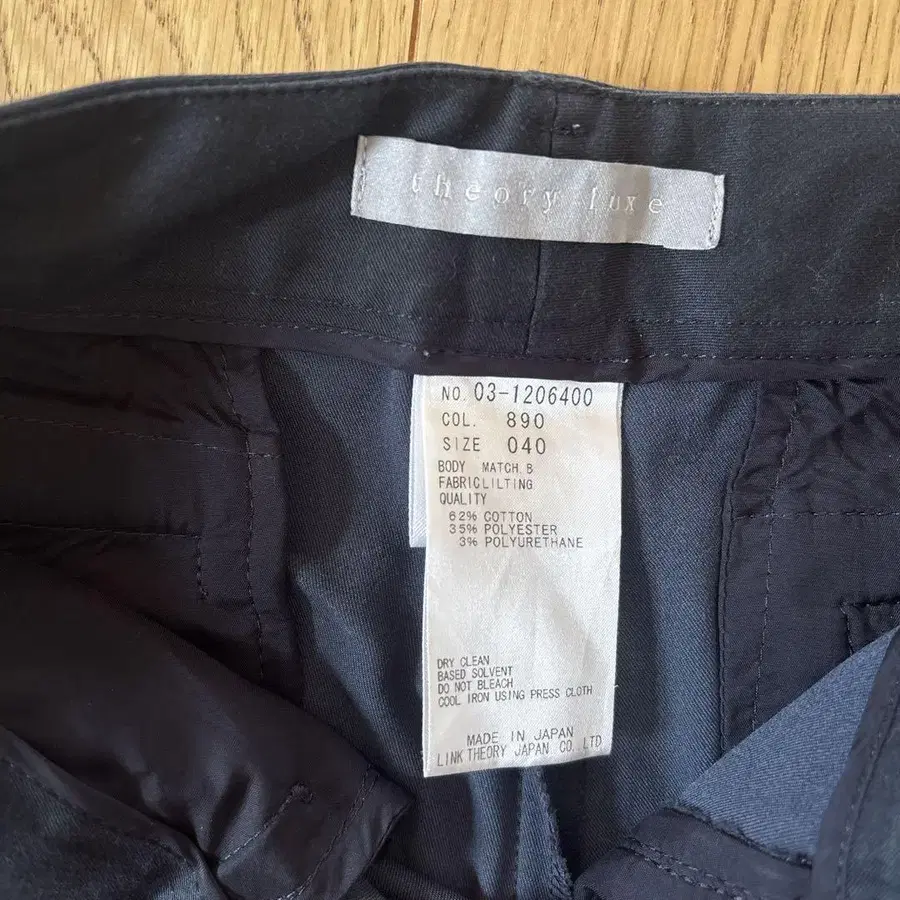 theory luxe
NO. 03-1206400
COL. 890
SIZE 040
BODY MATCH.B
FABRICLILTING
QUALITY
62% COTTON
35% POLYESTER
3% POLYURETHANE
DRY CLEAN
BASED SOLVENT
DO NOT BLEACH
COOL IRON USING PRESS CLOTH
MADE IN JAPAN
LINK THEORY JAPAN CO.,LTD